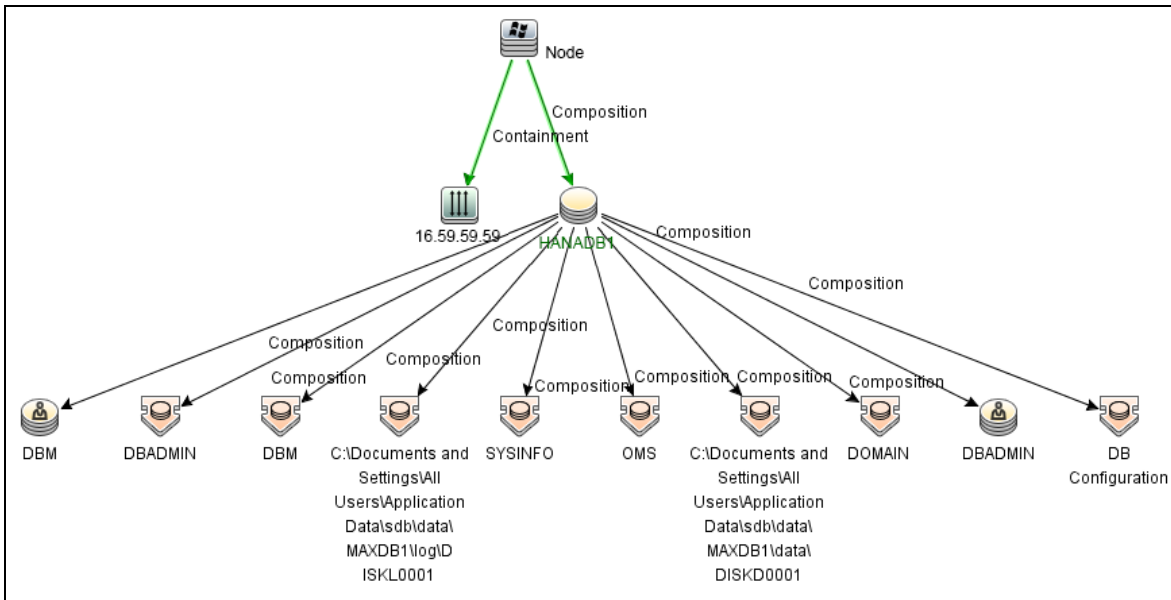 Node
Composition
Containment
16.59.59.59
HANADB1
Composition
Composition
Composition
Composition
Composition
Composition
Composition
Composition
Composition
Composition
DBM
DBADMIN
DBM
C:\Documents and
Settings\All
Users\Application
Data\sdb\data\
MAXDB1\log\D
ISKL0001
SYSINFO
OMS
C:\Documents and
Settings\All
Users\Application
Data\sdb\data\
MAXDB1\data\
DISKD0001
DOMAIN
DBADMIN
DB
Configuration